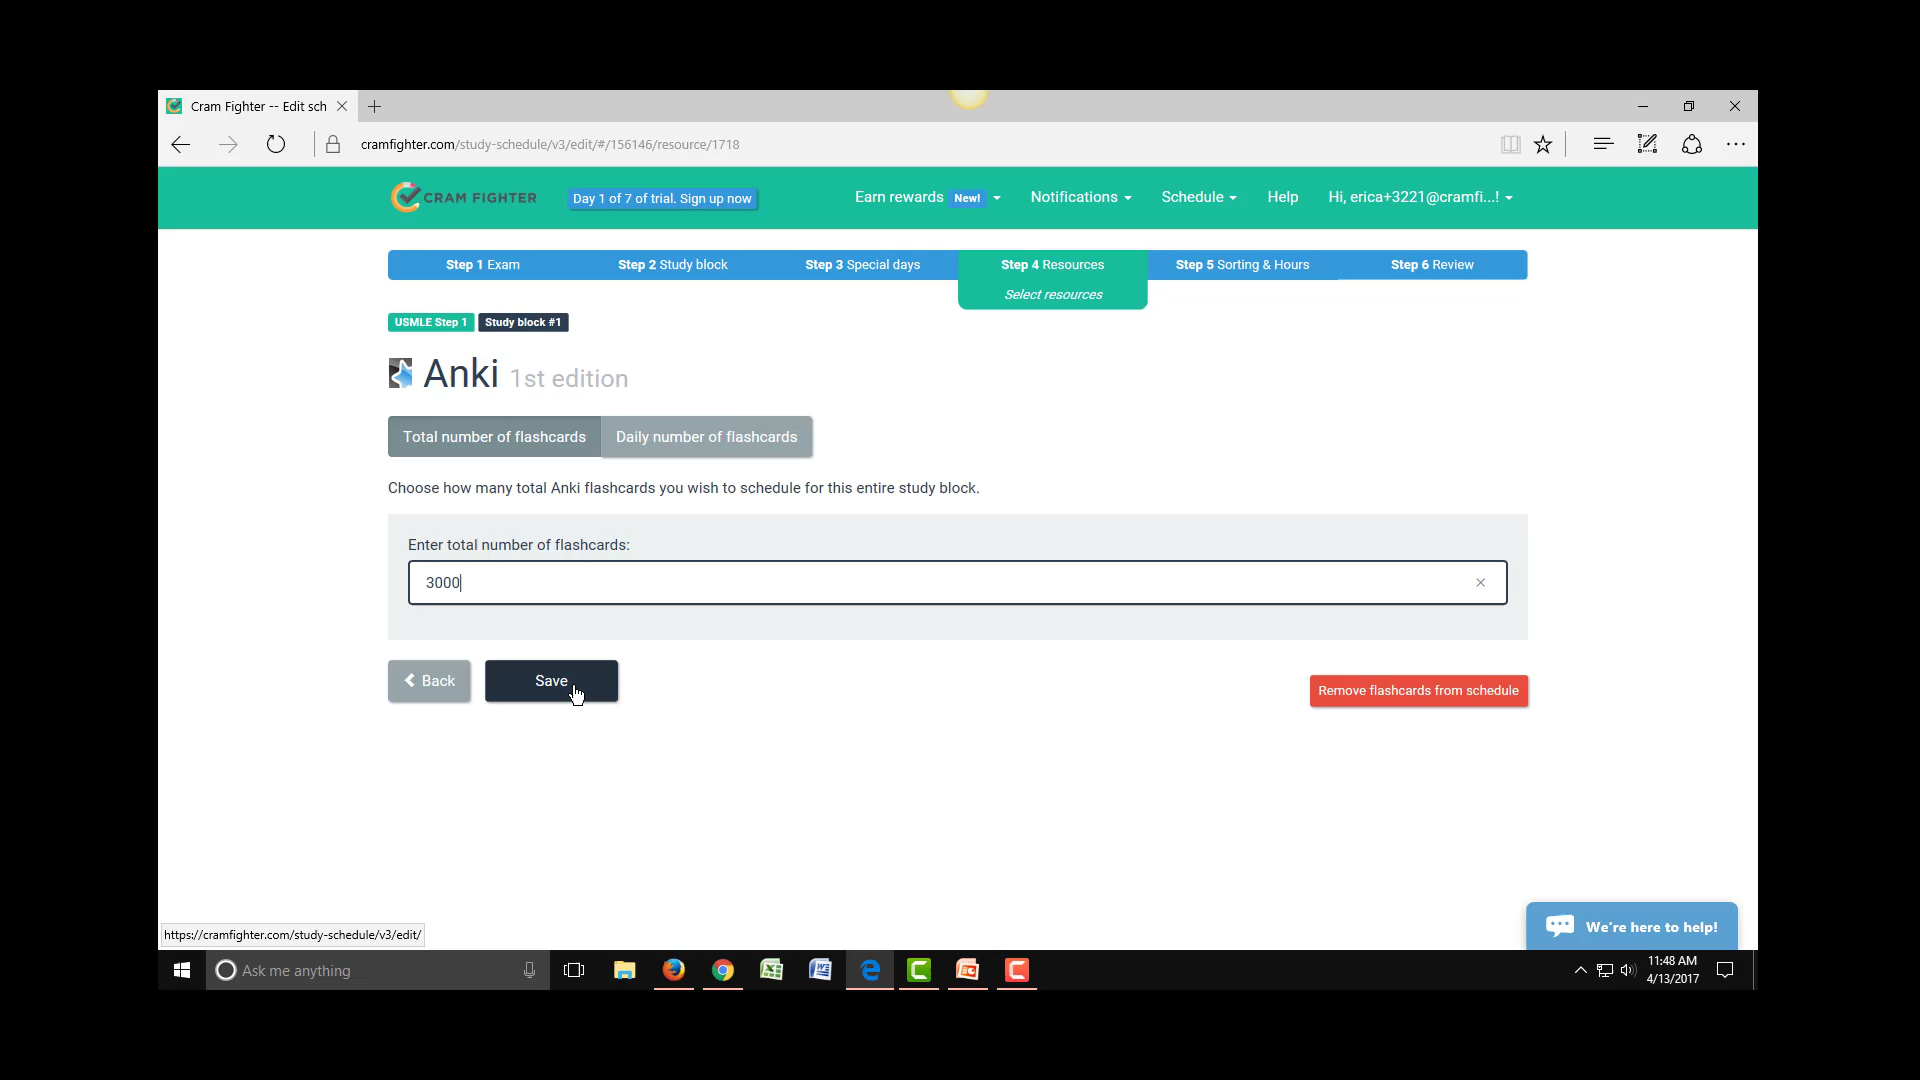 Cram Fighter -- Edit sch
cramfighter.com/study-schedule/v3/edit/#/156146/resource/1718
CRAM FIGHTER
Day 1 of 7 of trial. Sign up now
Earn rewards New!
Notifications
Schedule
Help
Hi, erica+3221@cramfi...!
Step 1 Exam
Step 2 Study block
Step 3 Special days
Step 4 Resources
Select resources
Step 5 Sorting & Hours
Step 6 Review
USMLE Step 1
Study block #1
Anki 1st edition
Total number of flashcards
Daily number of flashcards
Choose how many total Anki flashcards you wish to schedule for this entire study block.
Enter total number of flashcards:
3000
Back
Save
Remove flashcards from schedule
We're here to help!
https://cramfighter.com/study-schedule/v3/edit/
Ask me anything
11:48 AM
4/13/2017